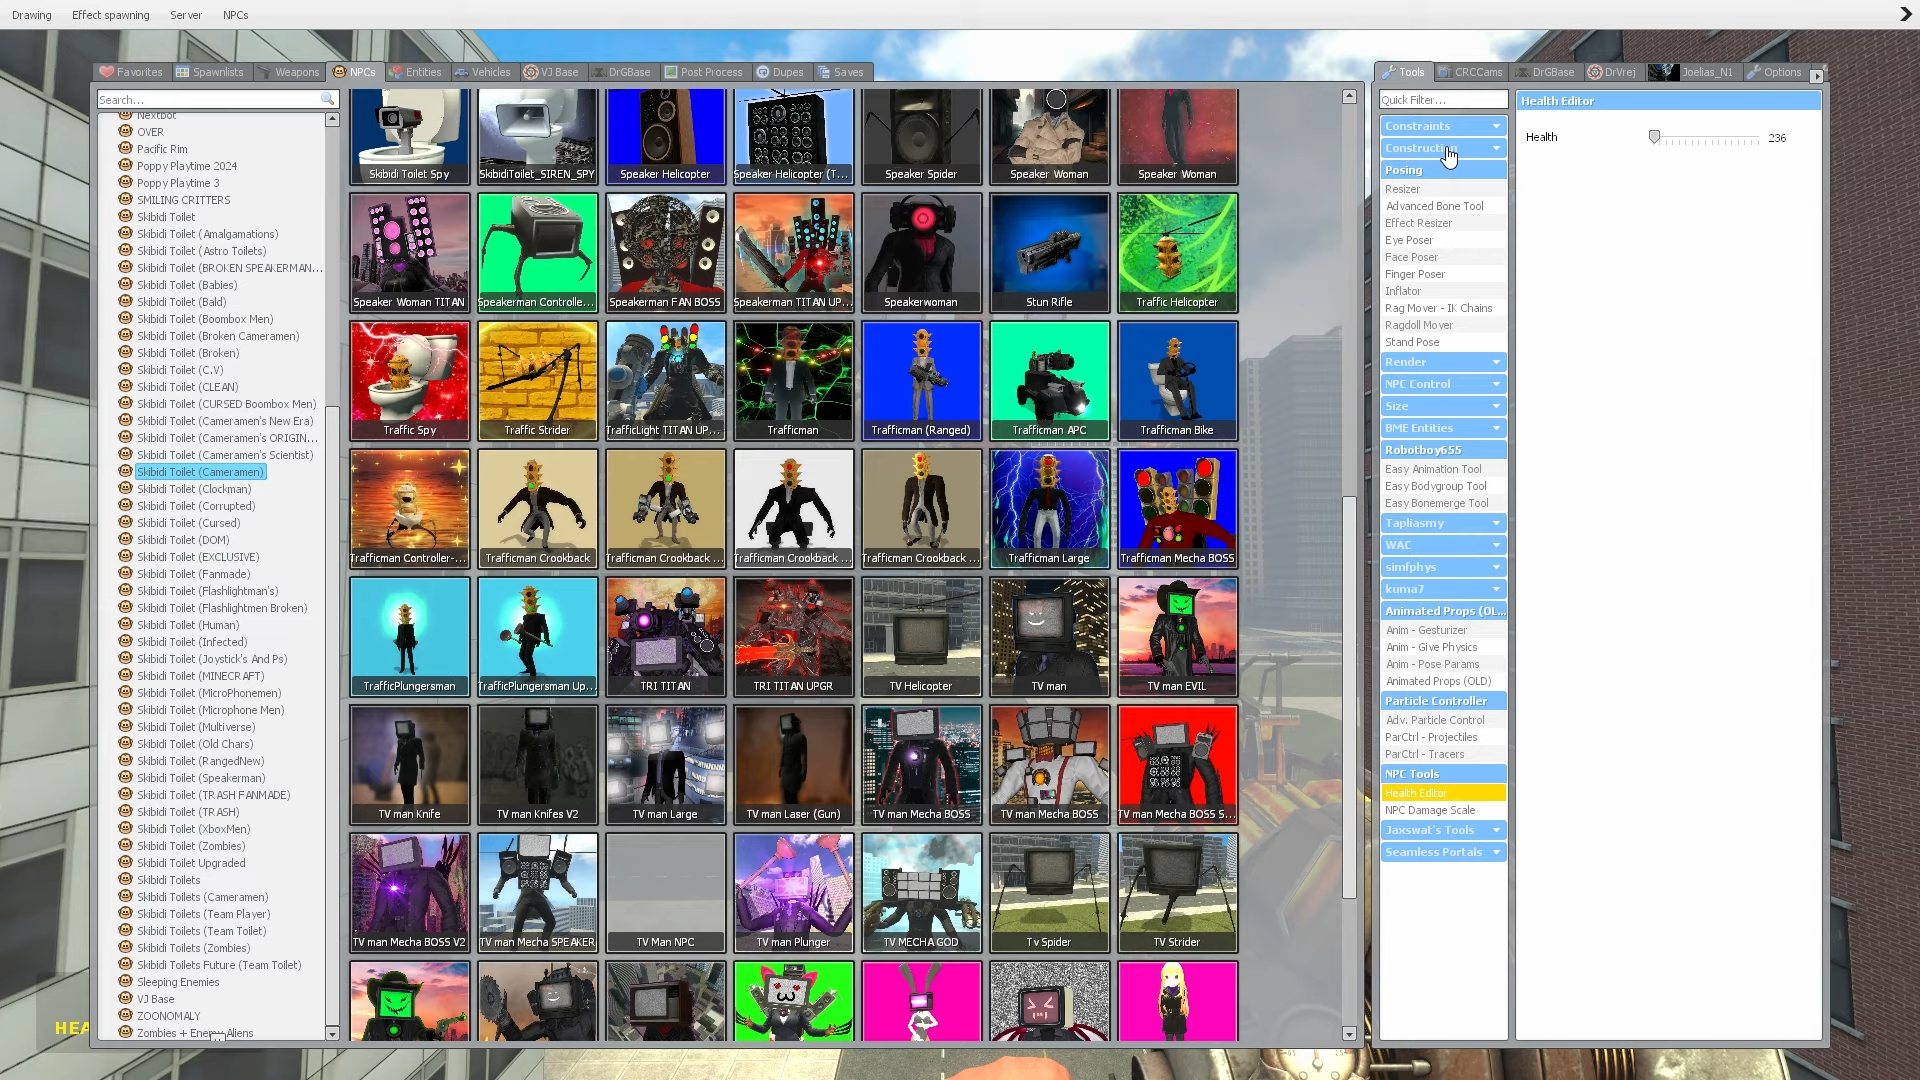 Drawing
Effect spawning
Server
NPCs
Favorites
Spawnlists
Weapons
NPCs
Entities
Vehicles
VJ Base
DrGBase
Post Process
Dupes
Saves
Search...
Nextbot
OVER
Pacific Rim
Poppy Playtime 2024
Poppy Playtime 3
SMILING CRITTERS
Skibidi Toilet
Skibidi Toilet (Amalgamations)
Skibidi Toilet (Astro Toilets)
Skibidi Toilet (BROKEN SPEAKERMAN...
Skibidi Toilet (Babies)
Skibidi Toilet (Bald)
Skibidi Toilet (Boombox Men)
Skibidi Toilet (Broken Cameramen)
Skibidi Toilet (Broken)
Skibidi Toilet (C.V)
Skibidi Toilet (CLEAN)
Skibidi Toilet (CURSED Boombox Men)
Skibidi Toilet (Cameramen's New Era)
Skibidi Toilet (Cameramen's ORIGIN...
Skibidi Toilet (Cameramen's Scientist)
Skibidi Toilet (Cameramen)
Skibidi Toilet (Clockman)
Skibidi Toilet (Corrupted)
Skibidi Toilet (Cursed)
Skibidi Toilet (DOM)
Skibidi Toilet (EXCLUSIVE)
Skibidi Toilet (Fanmade)
Skibidi Toilet (Flashlightman's)
Skibidi Toilet (Flashlightmen Broken)
Skibidi Toilet (Human)
Skibidi Toilet (Infected)
Skibidi Toilet (Joystick's And Ps)
Skibidi Toilet (MINECRAFT)
Skibidi Toilet (MicroPhonemen)
Skibidi Toilet (Microphone Men)
Skibidi Toilet (Multiverse)
Skibidi Toilet (Old Chars)
Skibidi Toilet (RangedNew)
Skibidi Toilet (Speakerman)
Skibidi Toilet (TRASH FANMADE)
Skibidi Toilet (TRASH)
Skibidi Toilet (XboxMen)
Skibidi Toilet (Zombies)
Skibidi Toilet Upgraded
Skibidi Toilets
Skibidi Toilets (Cameramen)
Skibidi Toilets (Team Player)
Skibidi Toilets (Team Toilet)
Skibidi Toilets (Zombies)
Skibidi Toilets Future (Team Toilet)
Sleeping Enemies
VJ Base
ZOONOMALY
Zombies + Enemy Aliens
HEA
Skibidi Toilet Spy
SkibidiToilet_SIREN_SPY
Speaker Helicopter
Speaker Helicopter (T...
Speaker Spider
Speaker Woman
Speaker Woman
Speaker Woman TITAN
Speakerman Controlle...
Speakerman FAN BOSS
Speakerman TITAN UP...
Speakerwoman
Stun Rifle
Traffic Helicopter
Traffic Spy
Traffic Strider
TrafficLight TITAN UP...
Trafficman
Trafficman (Ranged)
Trafficman APC
Trafficman Bike
Trafficman Controller-...
Trafficman Crookback
Trafficman Crookback ...
Trafficman Crookback ...
Trafficman Crookback ...
Trafficman Large
Trafficman Mecha BOSS
TrafficPlungersman
TrafficPlungersman Up...
TRI TITAN
TRI TITAN UPGR
TV Helicopter
TV man
TV man EVIL
TV man Knife
TV man Knifes V2
TV man Large
TV man Laser (Gun)
TV man Mecha BOSS
TV man Mecha BOSS
TV man Mecha BOSS S...
TV man Mecha BOSS V2
TV man Mecha SPEAKER
TV Man NPC
TV man Plunger
TV MECHA GOD
Tv Spider
TV Strider
Tools
CRCCams
DrGBase
DrVrej
Joelias_N1
Options
Quick Filter...
Constraints
Construction
Posing
Resizer
Advanced Bone Tool
Effect Resizer
Eye Poser
Face Poser
Finger Poser
Inflator
Rag Mover - IK Chains
Ragdoll Mover
Stand Pose
Render
NPC Control
Size
BME Entities
Robotboy655
Easy Animation Tool
Easy Bodygroup Tool
Easy Bonemerge Tool
Tapliasmy
WAC
simfphys
kuma7
Animated Props (OL...
Anim - Gesturizer
Anim - Give Physics
Anim - Pose Params
Animated Props (OLD)
Particle Controller
Adv. Particle Control
ParCtrl - Projectiles
ParCtrl - Tracers
NPC Tools
Health Editor
NPC Damage Scale
Jaxswat's Tools
Seamless Portals
Health Editor
Health
236